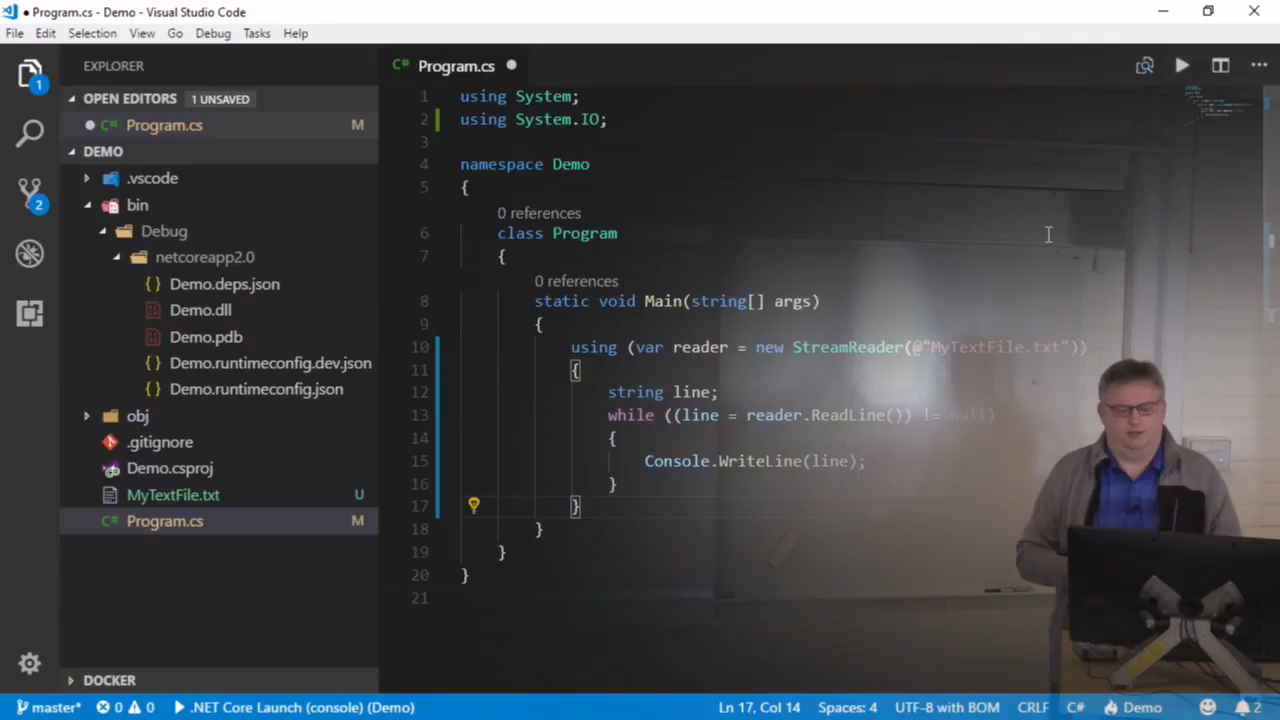 ● Program.cs - Demo - Visual Studio Code
File Edit Selection View Go Debug Tasks Help
EXPLORER
OPEN EDITORS 1 UNSAVED
● C# Program.cs M
DEMO
.vscode
bin
Debug
netcoreapp2.0
{} Demo.deps.json
Demo.dll
Demo.pdb
{} Demo.runtimeconfig.dev.json
{} Demo.runtimeconfig.json
obj
.gitignore
Demo.csproj
MyTextFile.txt U
C# Program.cs M
DOCKER
1
2
C# Program.cs ●
1 using System;
2 using System.IO;
3
4 namespace Demo
5 {
0 references
6 class Program
7 {
0 references
8 static void Main(string[] args)
9 {
10 using (var reader = new StreamReader(@"MyTextFile.txt"))
11 {
12 string line;
13 while ((line = reader.ReadLine()) != null)
14 {
15 Console.WriteLine(line);
16 }
17 }
18 }
19 }
20 }
21
master* 0 0 .NET Core Launch (console) (Demo) Ln 17, Col 14 Spaces: 4 UTF-8 with BOM CRLF C# Demo 2